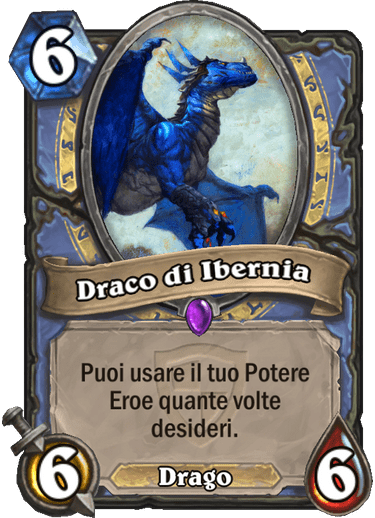 6
Draco di Ibernia
Puoi usare il tuo Potere
Eroe quante volte
desideri.
6
Drago
6